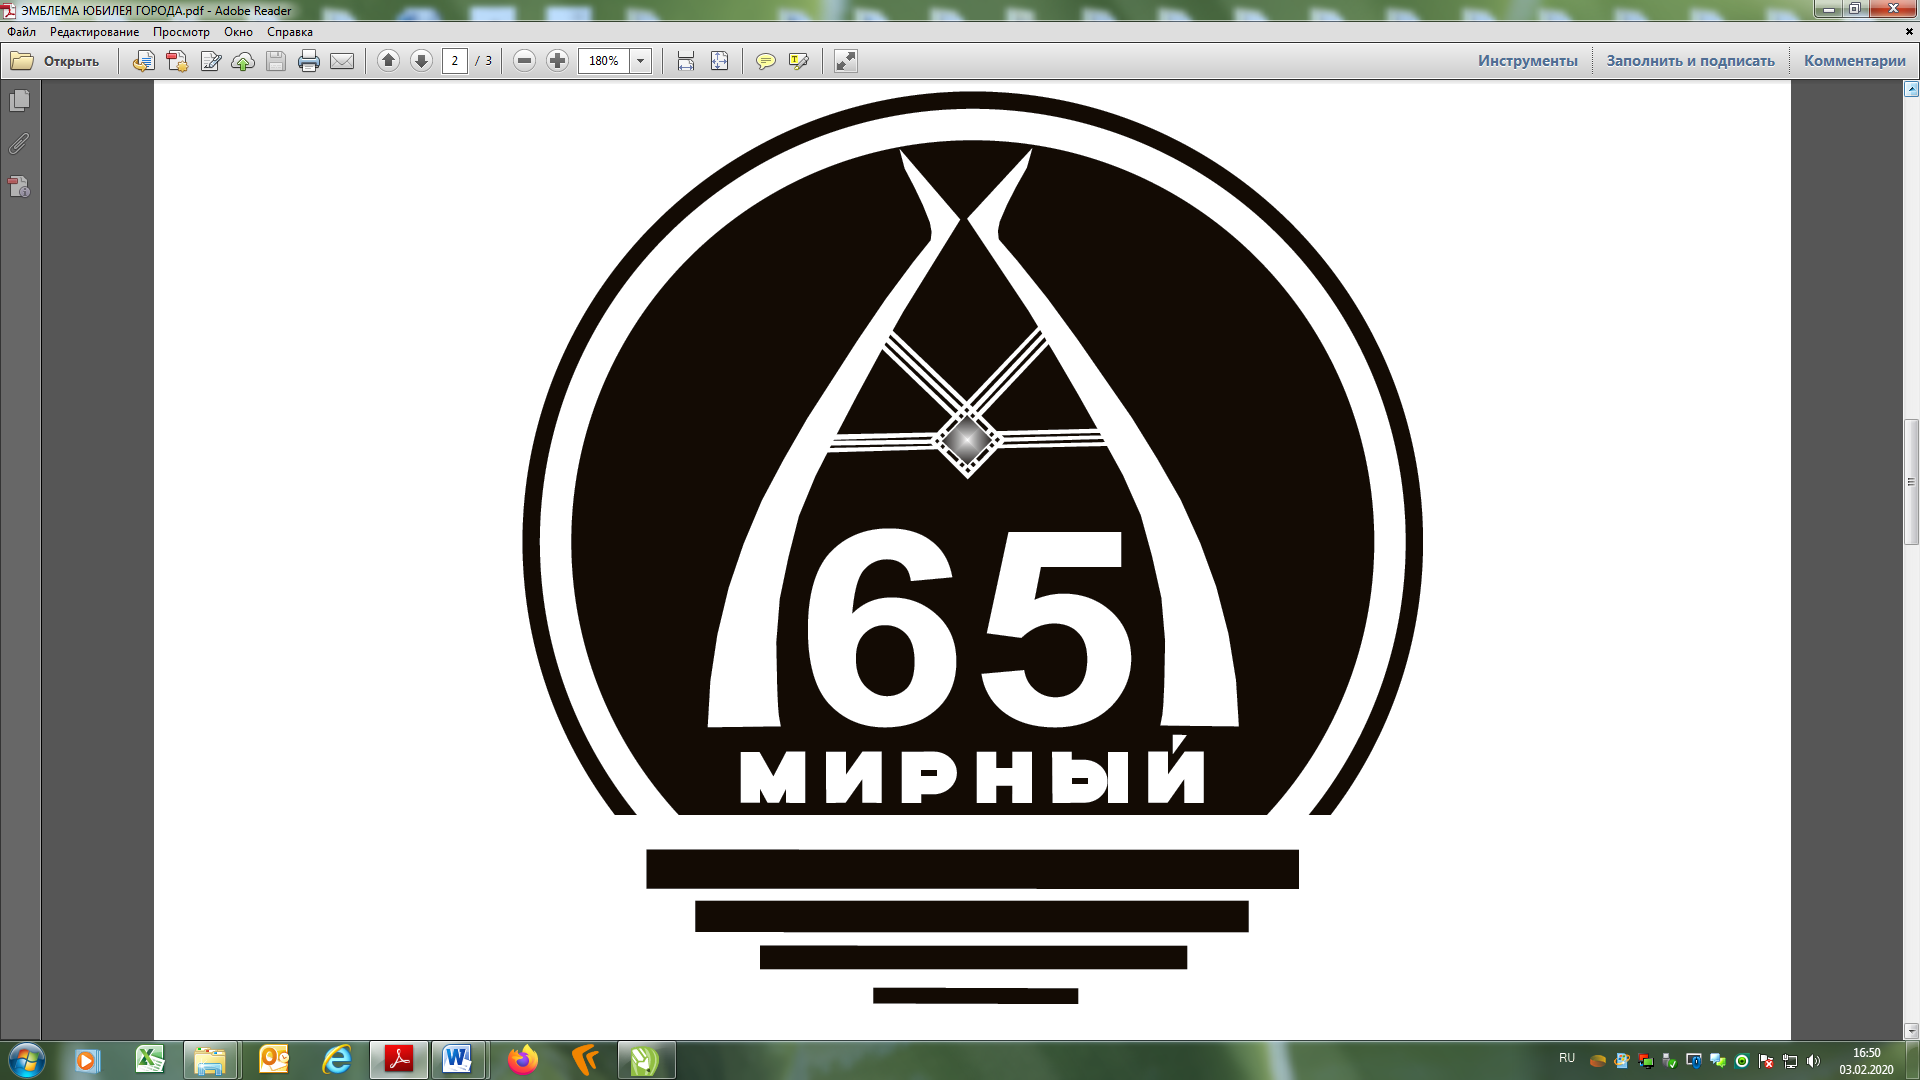 ЭМБЛЕМА ЮБИЛЕЯ ГОРОДА.pdf - Adobe Reader
Файл Редактирование Просмотр Окно Справка
Открыть 2 / 3 180% Инструменты Заполнить и подписать Комментарии
65
МИРНЫЙ
RU 16:50
03.02.2020